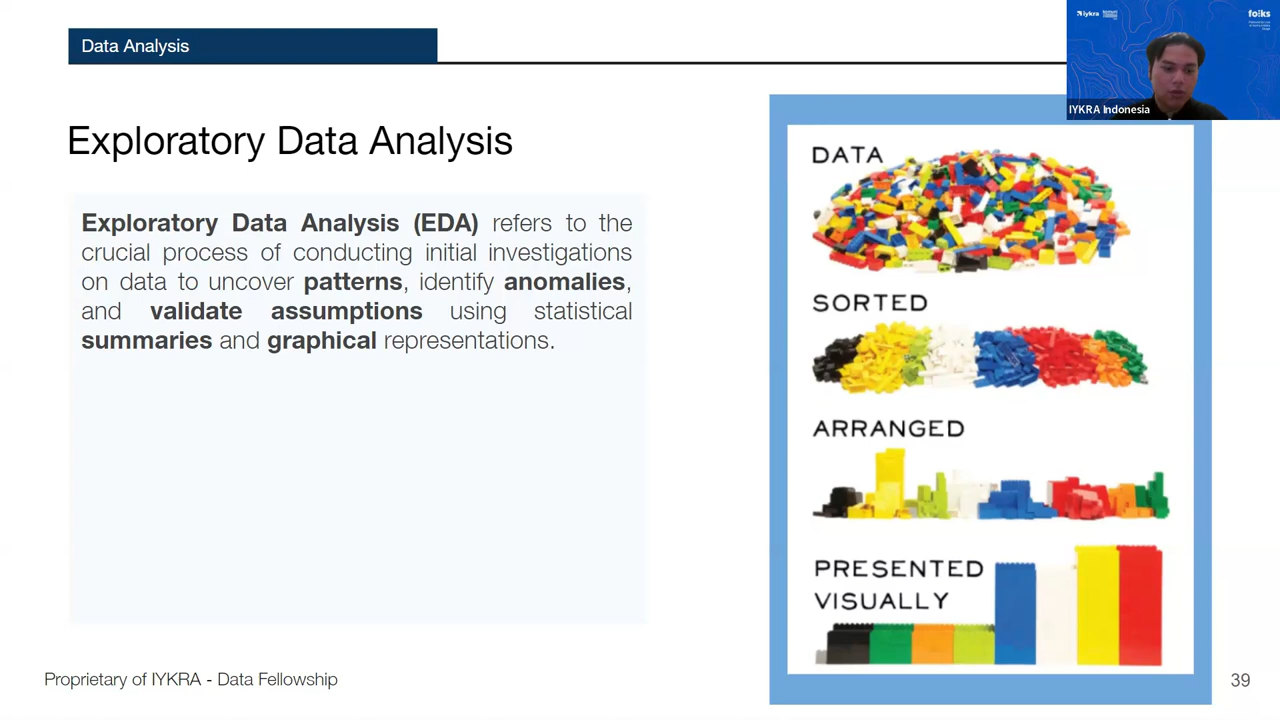 Data Analysis
iykra
foiks
IYKRA Indonesia
Exploratory Data Analysis
Exploratory Data Analysis (EDA) refers to the
crucial process of conducting initial investigations
on data to uncover patterns, identify anomalies,
and validate assumptions using statistical
summaries and graphical representations.
DATA
SORTED
ARRANGED
PRESENTED
VISUALLY
Proprietary of IYKRA - Data Fellowship
39